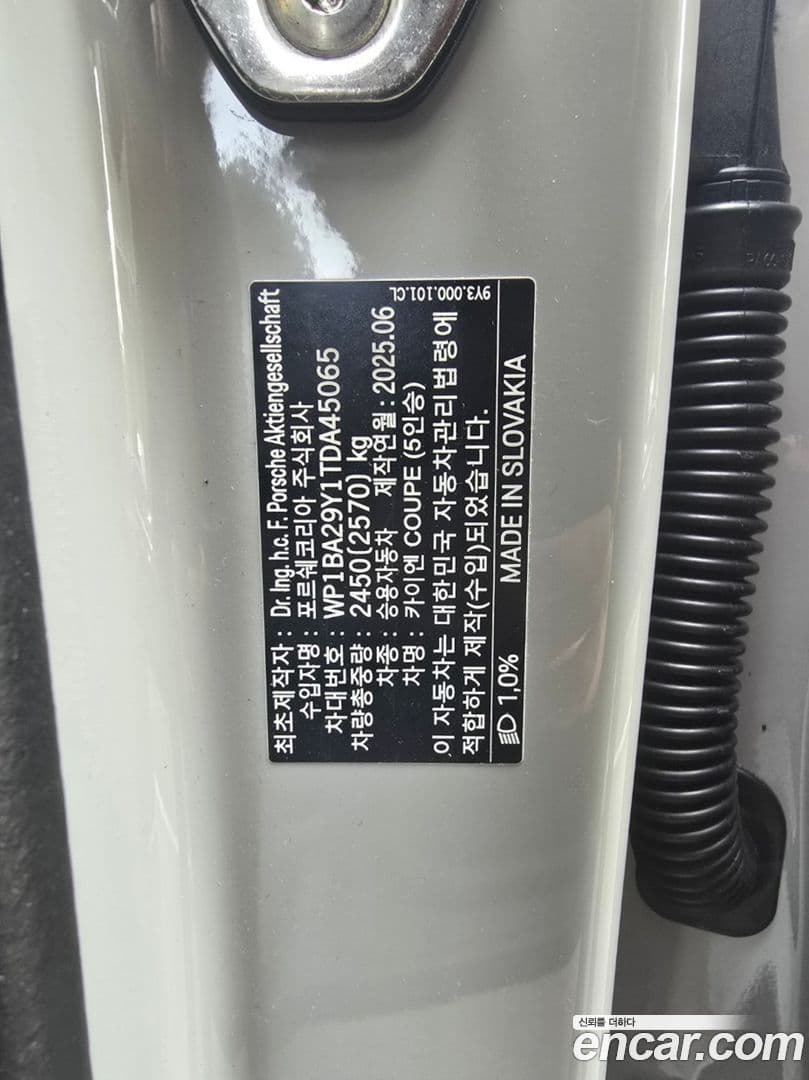 최초제작자 : Dr. Ing. h.c. F. Porsche Aktiengesellschaft
수입자명 : 포르쉐코리아 주식회사
차대번호 : WP1BA29Y1TDA45065
차량총중량 : 2450(2570) kg
차종 : 승용자동차 제작연월 : 2025.06
차명 : 카이엔 COUPE (5인승)
이 자동차는 대한민국 자동차관리법령에
적합하게 제작(수입)되었습니다.
1,0% MADE IN SLOVAKIA
9Y3.000.101.CL
신뢰를 더하다
encar.com